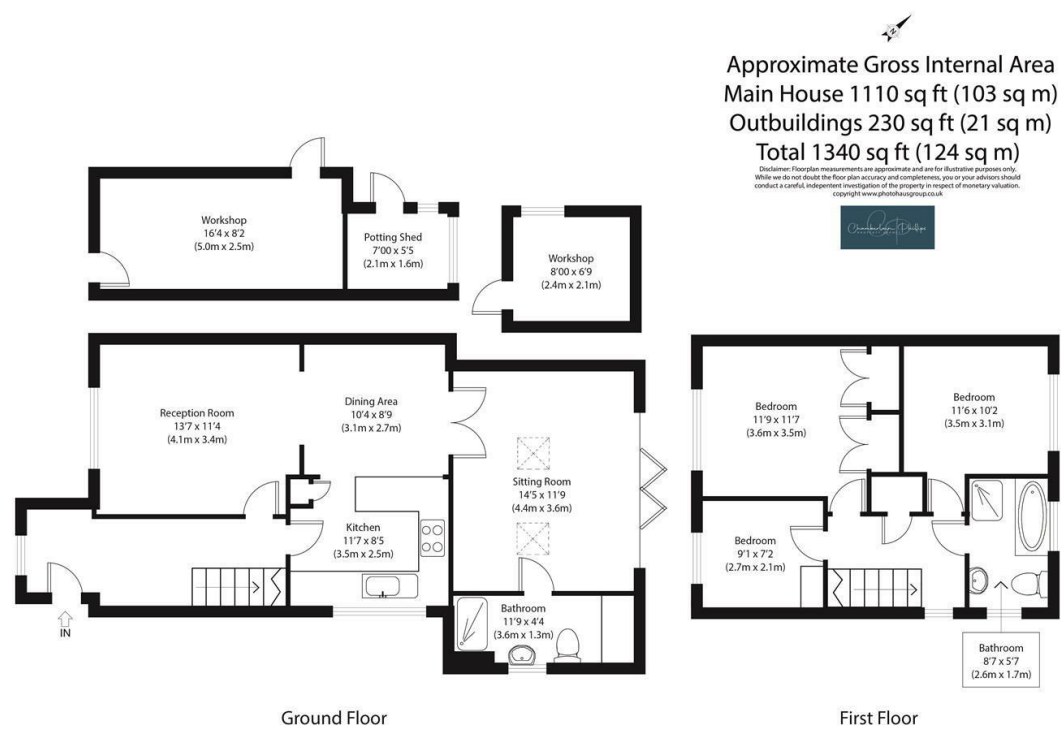 N
Approximate Gross Internal Area
Main House 1110 sq ft (103 sq m)
Outbuildings 230 sq ft (21 sq m)
Total 1340 sq ft (124 sq m)
Disclaimer: Floorplan measurements are approximate and are for illustrative purposes only.
While we do not doubt the floor plan accuracy and completeness, you or your advisors should
conduct a careful, indepentent investigation of the property in respect of monetary valuation.
copyright www.photohausgroup.co.uk
Chamberlain Phillips
Workshop
16'4 x 8'2
(5.0m x 2.5m)
Potting Shed
7'00 x 5'5
(2.1m x 1.6m)
Workshop
8'00 x 6'9
(2.4m x 2.1m)
Reception Room
13'7 x 11'4
(4.1m x 3.4m)
Dining Area
10'4 x 8'9
(3.1m x 2.7m)
Sitting Room
14'5 x 11'9
(4.4m x 3.6m)
Kitchen
11'7 x 8'5
(3.5m x 2.5m)
Bathroom
11'9 x 4'4
(3.6m x 1.3m)
IN
Ground Floor
Bedroom
11'9 x 11'7
(3.6m x 3.5m)
Bedroom
11'6 x 10'2
(3.5m x 3.1m)
Bedroom
9'1 x 7'2
(2.7m x 2.1m)
Bathroom
8'7 x 5'7
(2.6m x 1.7m)
First Floor